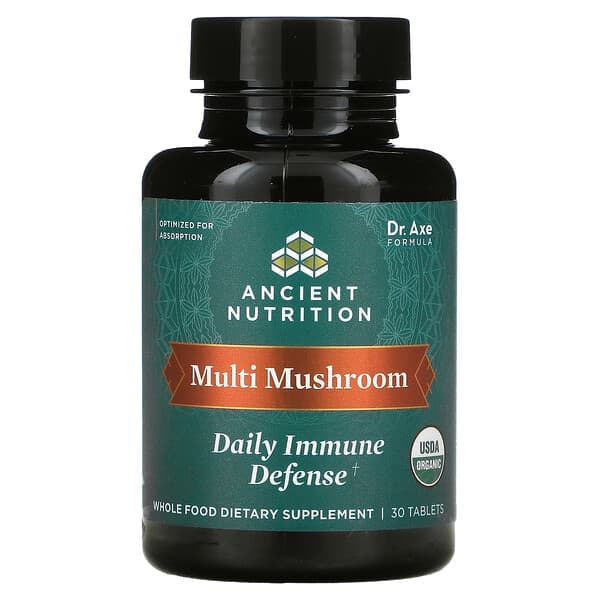 OPTIMIZED FOR
ABSORPTION
Dr. Axe
FORMULA
ANCIENT
NUTRITION
Multi Mushroom
Daily Immune
Defense†
USDA
ORGANIC
WHOLE FOOD DIETARY SUPPLEMENT | 30 TABLETS